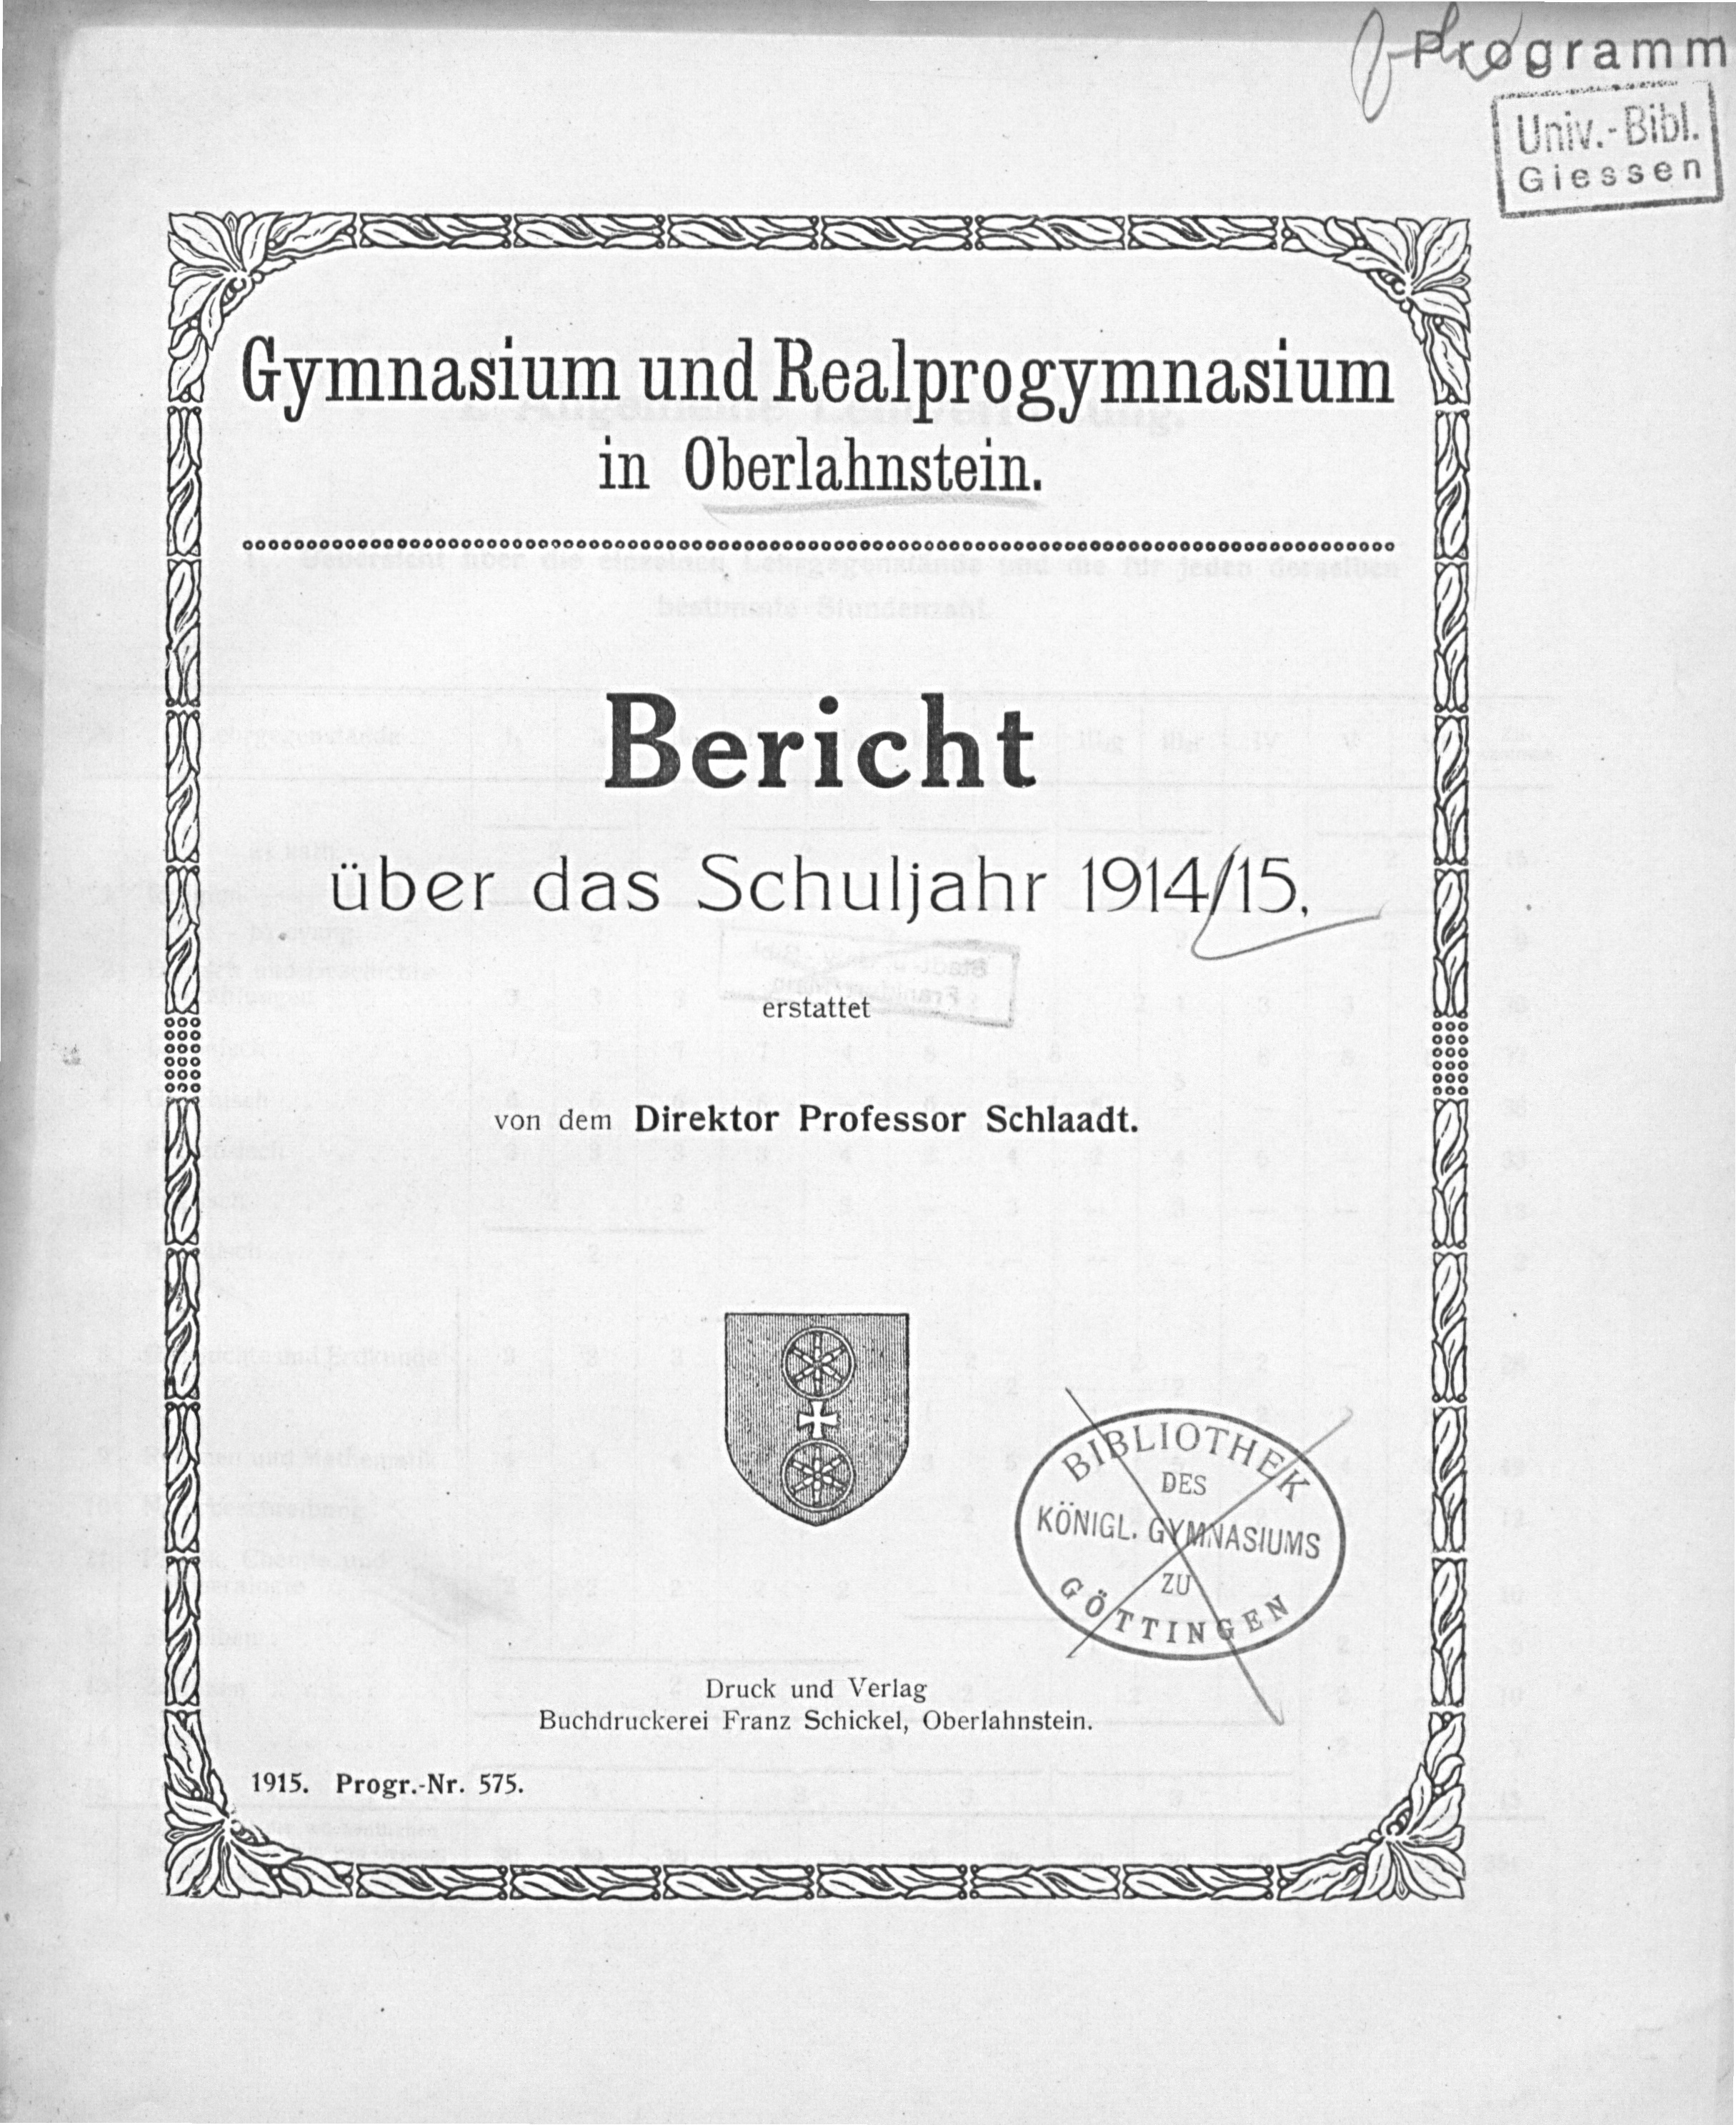 Programm
Univ.-Bibl.
Giessen
Gymnasium und Realprogymnasium
in Oberlahnstein.
Bericht
über das Schuljahr 1914/15,
erstattet
von dem Direktor Professor Schlaadt.
BIBLIOTHEK
DES
KÖNIGL. GYMNASIUMS
ZU
GÖTTINGEN
Druck und Verlag
Buchdruckerei Franz Schickel, Oberlahnstein.
1915. Progr.-Nr. 575.